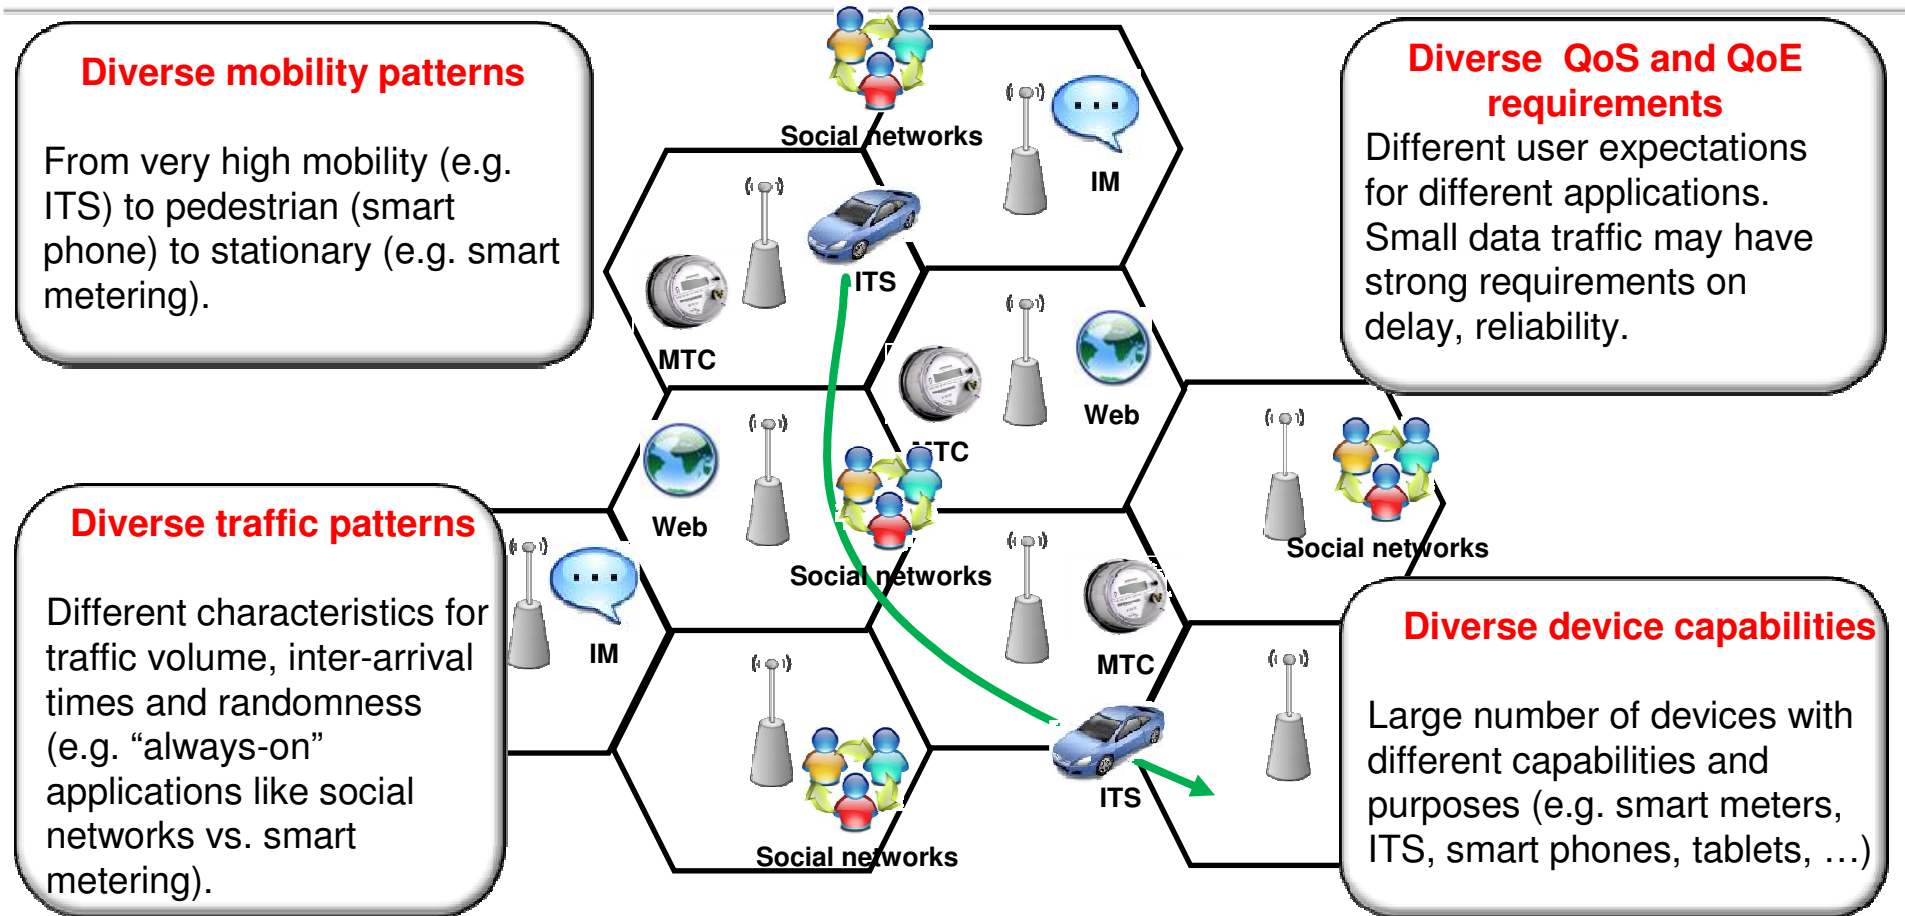 Diverse mobility patterns
From very high mobility (e.g.
ITS) to pedestrian (smart
phone) to stationary (e.g. smart
metering).
Diverse QoS and QoE
requirements
Different user expectations
for different applications.
Small data traffic may have
strong requirements on
delay, reliability.
Social networks
IM
ITS
MTC
Web
MTC
Web
Social networks
Social networks
IM
MTC
ITS
Social networks
Diverse traffic patterns
Different characteristics for
traffic volume, inter-arrival
times and randomness
(e.g. “always-on”
applications like social
networks vs. smart
metering).
Diverse device capabilities
Large number of devices with
different capabilities and
purposes (e.g. smart meters,
ITS, smart phones, tablets, …)